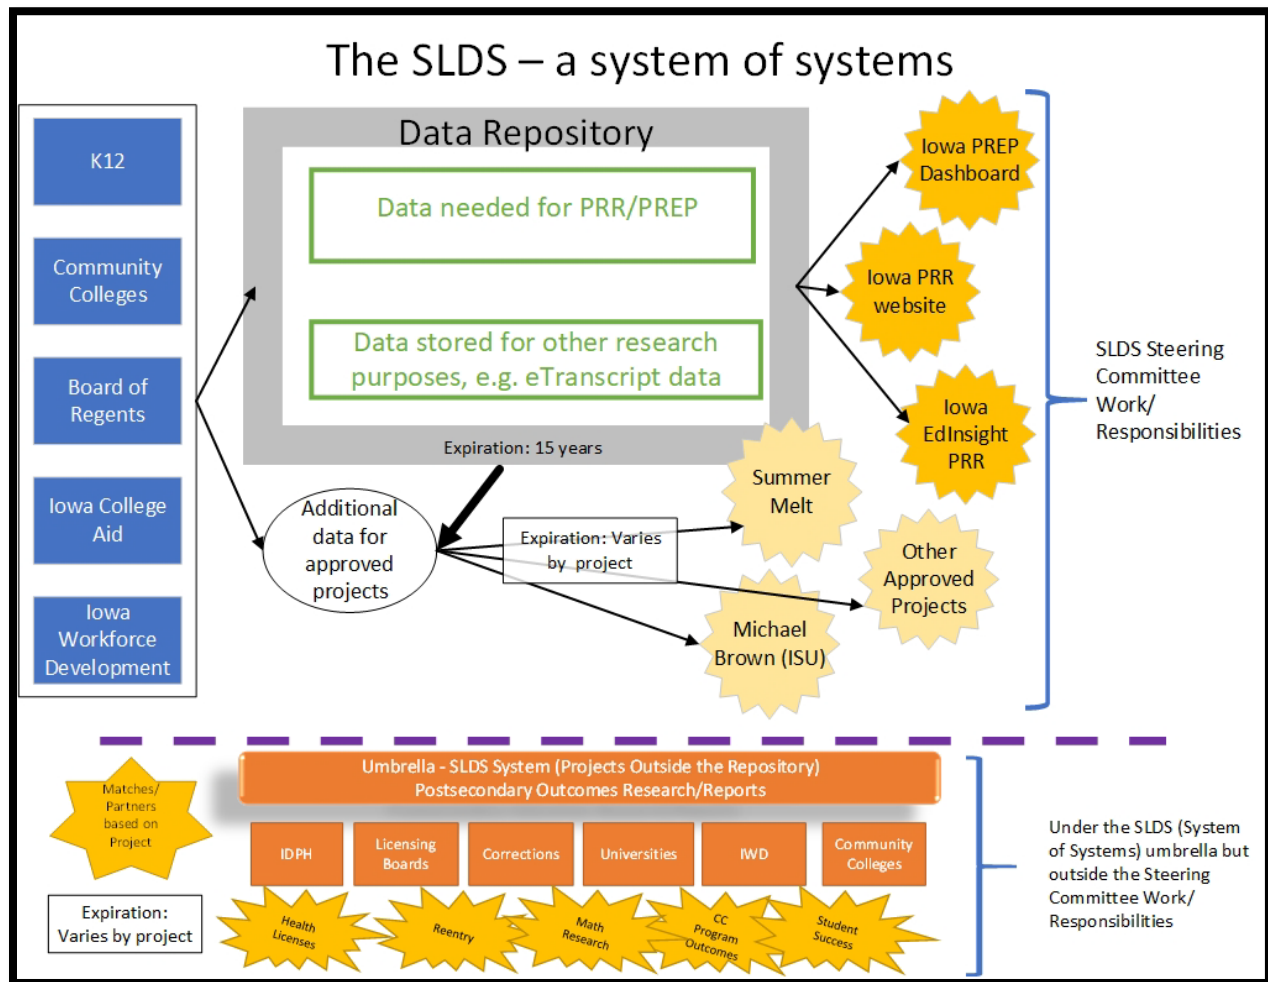 The SLDS – a system of systems
K12
Community
Colleges
Board of
Regents
Iowa College
Aid
Iowa
Workforce
Development
Data Repository
Data needed for PRR/PREP
Data stored for other research
purposes, e.g. eTranscript data
Expiration: 15 years
Additional
data for
approved
projects
Expiration: Varies
by project
Iowa PREP
Dashboard
Iowa PRR
website
Iowa
EdInsight
PRR
Summer
Melt
Other
Approved
Projects
Michael
Brown (ISU)
SLDS Steering
Committee
Work/
Responsibilities
Matches/
Partners
based on
Project
Expiration:
Varies by project
Umbrella - SLDS System (Projects Outside the Repository)
Postsecondary Outcomes Research/Reports
IDPH
Licensing
Boards
Corrections
Universities
IWD
Community
Colleges
Health
Licenses
Reentry
Math
Research
CC
Program
Outcomes
Student
Success
Under the SLDS (System
of Systems) umbrella but
outside the Steering
Committee Work/
Responsibilities